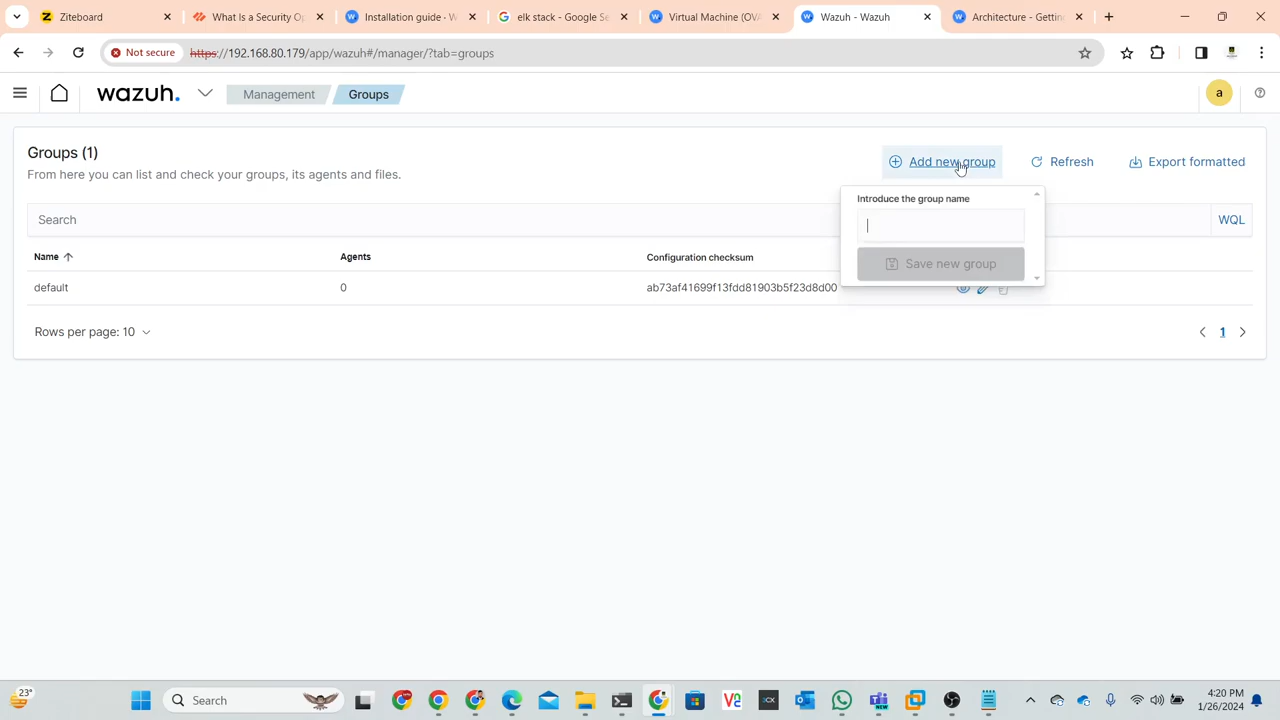 Ziteboard
What Is a Security Op
Installation guide · W
elk stack - Google Se
Virtual Machine (OVA
Wazuh - Wazuh
Architecture - Gettin
Not secure
https://192.168.80.179/app/wazuh#/manager/?tab=groups
wazuh.
Management
Groups
a
Groups (1)
From here you can list and check your groups, its agents and files.
Add new group
Refresh
Export formatted
Introduce the group name
Save new group
Search
WQL
Name
Agents
Configuration checksum
default
0
ab73af41699f13fdd81903b5f23d8d00
Rows per page: 10
1
23°
Search
NEW
4:20 PM
1/26/2024